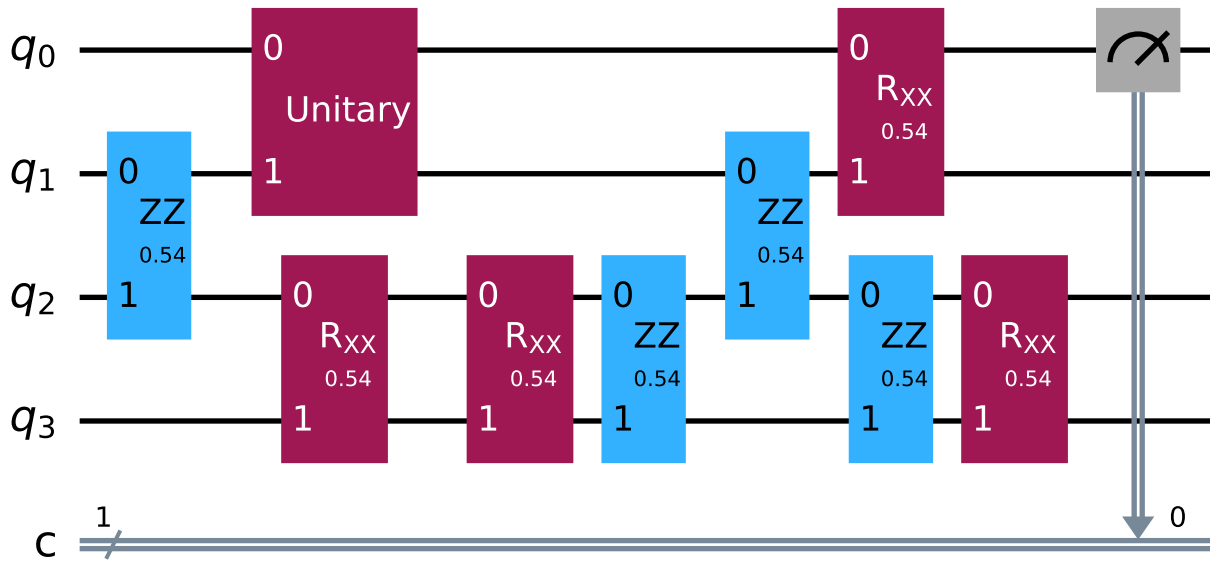 q0 0 0
Unitary RXX
0.54
q1 0 1 0 1
ZZ ZZ
0.54 0.54
q2 1 0 0 0 1 0 0
RXX RXX ZZ ZZ RXX
0.54 0.54 0.54 0.54 0.54
q3 1 1 1 1 1
1 0
c